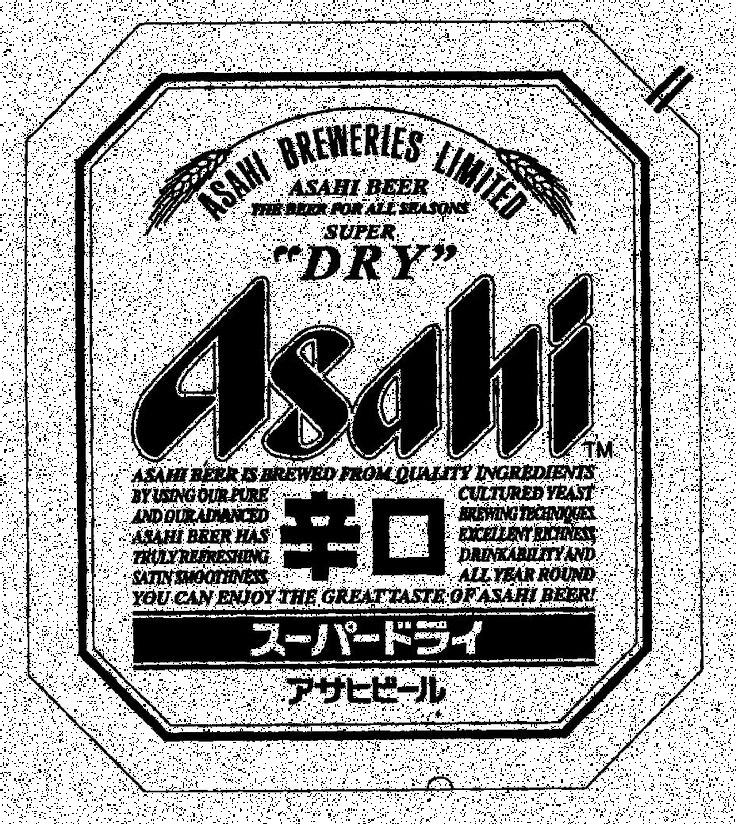 ASAHI BREWERIES LIMITED
ASAHI BEER
THE BEER FOR ALL SEASONS
SUPER
"DRY"
Asahi
TM
ASAHI BEER IS BREWED FROM QUALITY INGREDIENTS
BY USING OUR PURE CULTURED YEAST
AND OUR ADVANCED BREWING TECHNIQUES.
ASAHI BEER HAS EXCELLENT RICHNESS,
TRULY REFRESHING DRINKABILITY AND
SATIN SMOOTHNESS. ALL YEAR ROUND
辛口
YOU CAN ENJOY THE GREAT TASTE OF ASAHI BEER!
スーパードライ
アサヒビール